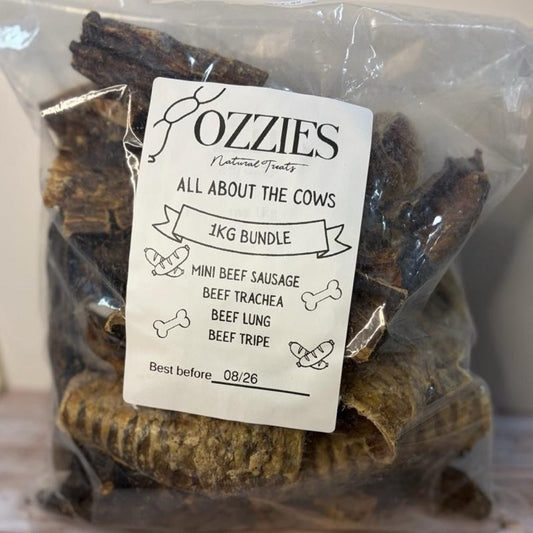 OZZIES
Natural Treats
ALL ABOUT THE COWS
1KG BUNDLE
MINI BEEF SAUSAGE
BEEF TRACHEA
BEEF LUNG
BEEF TRIPE
Best before 08/26